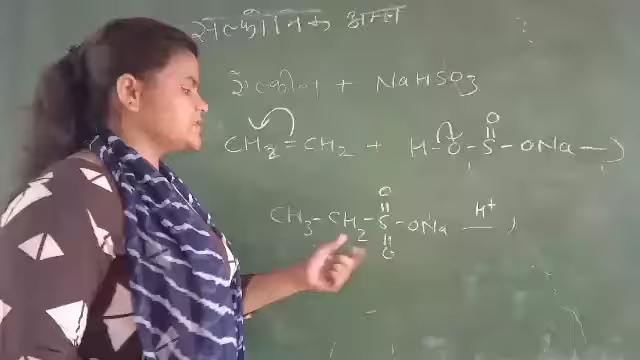 सल्फोनिक अम्ल
एल्कीन + NaHSO3
CH2=CH2 + H-O-S-ONa
O
CH3-CH2-S-ONa H+
O
O